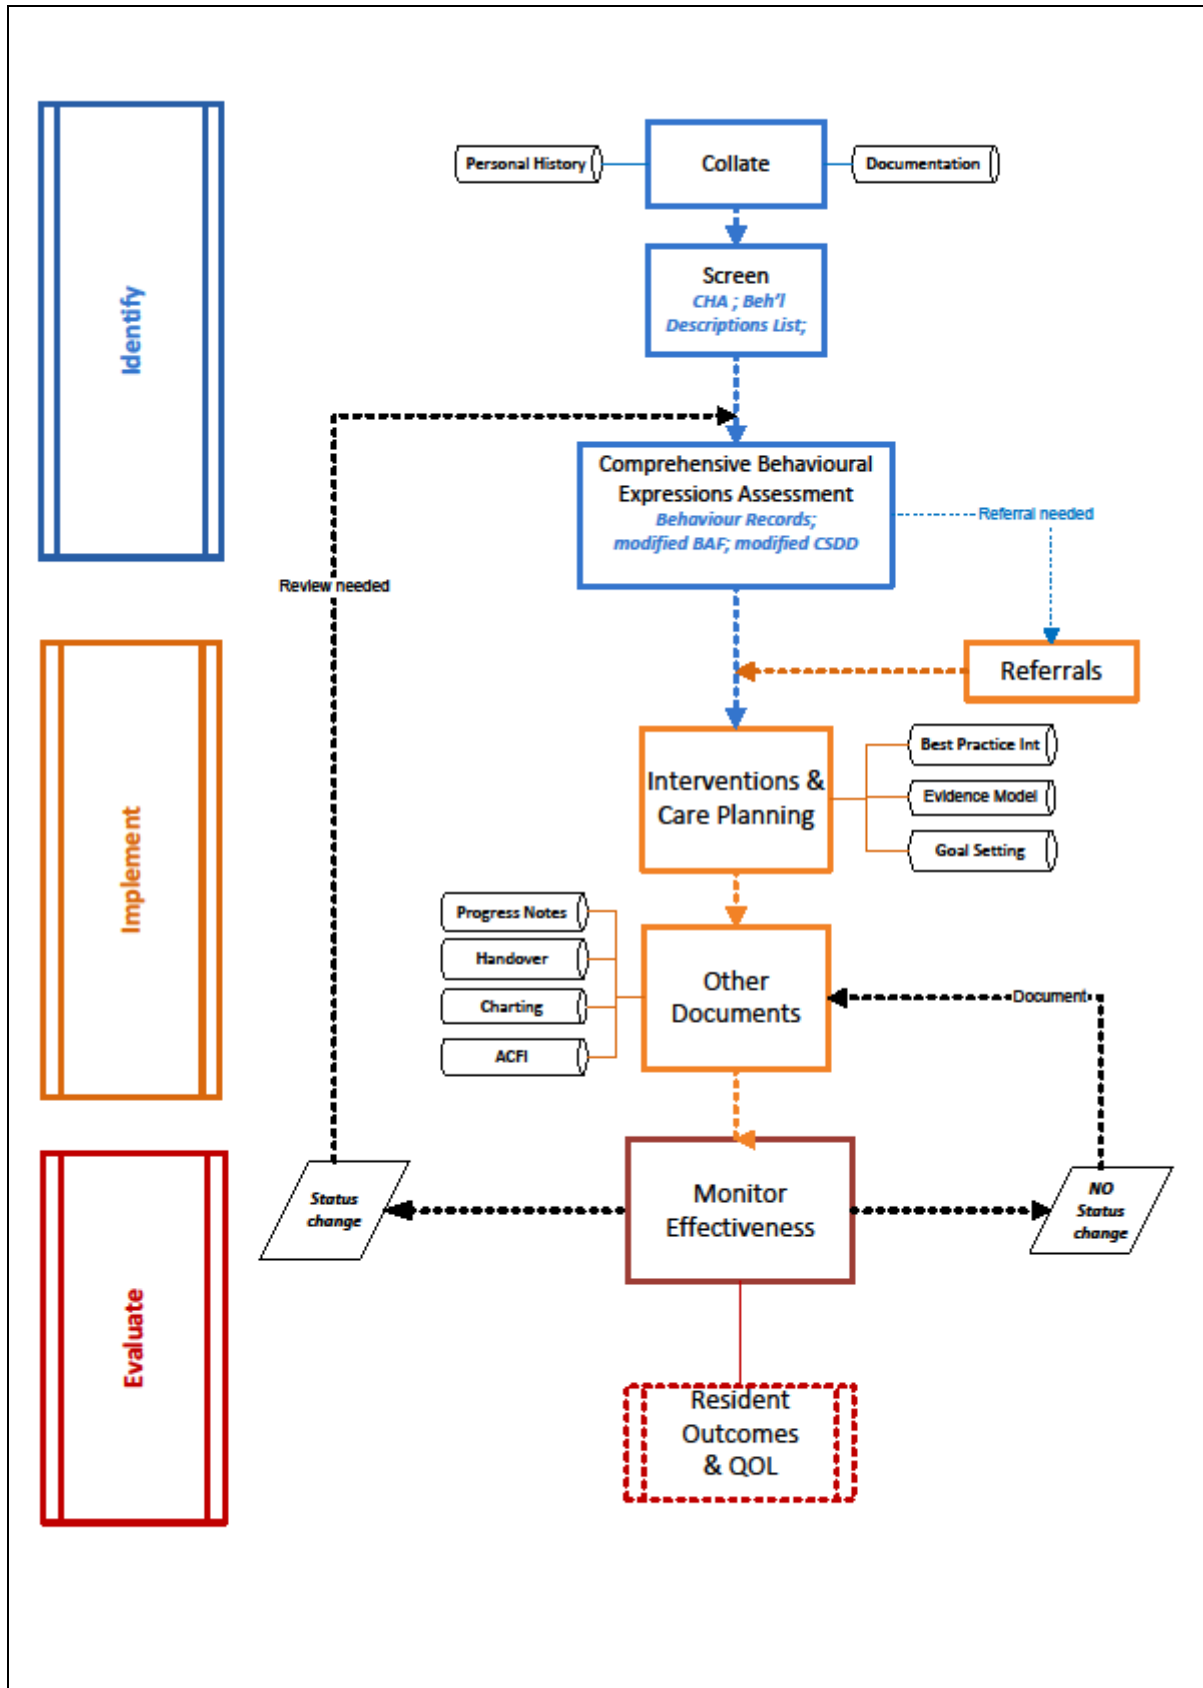 Identify
Personal History
Collate
Documentation
Screen
CHA ; Beh'l
Descriptions List;
Comprehensive Behavioural
Expressions Assessment
Behaviour Records;
modified BAF; modified CSDD
Referral needed
Review needed
Implement
Referrals
Interventions &
Care Planning
Best Practice Int
Evidence Model
Goal Setting
Progress Notes
Handover
Charting
ACFI
Other
Documents
Document
Evaluate
Status
change
Monitor
Effectiveness
NO
Status
change
Resident
Outcomes
& QOL